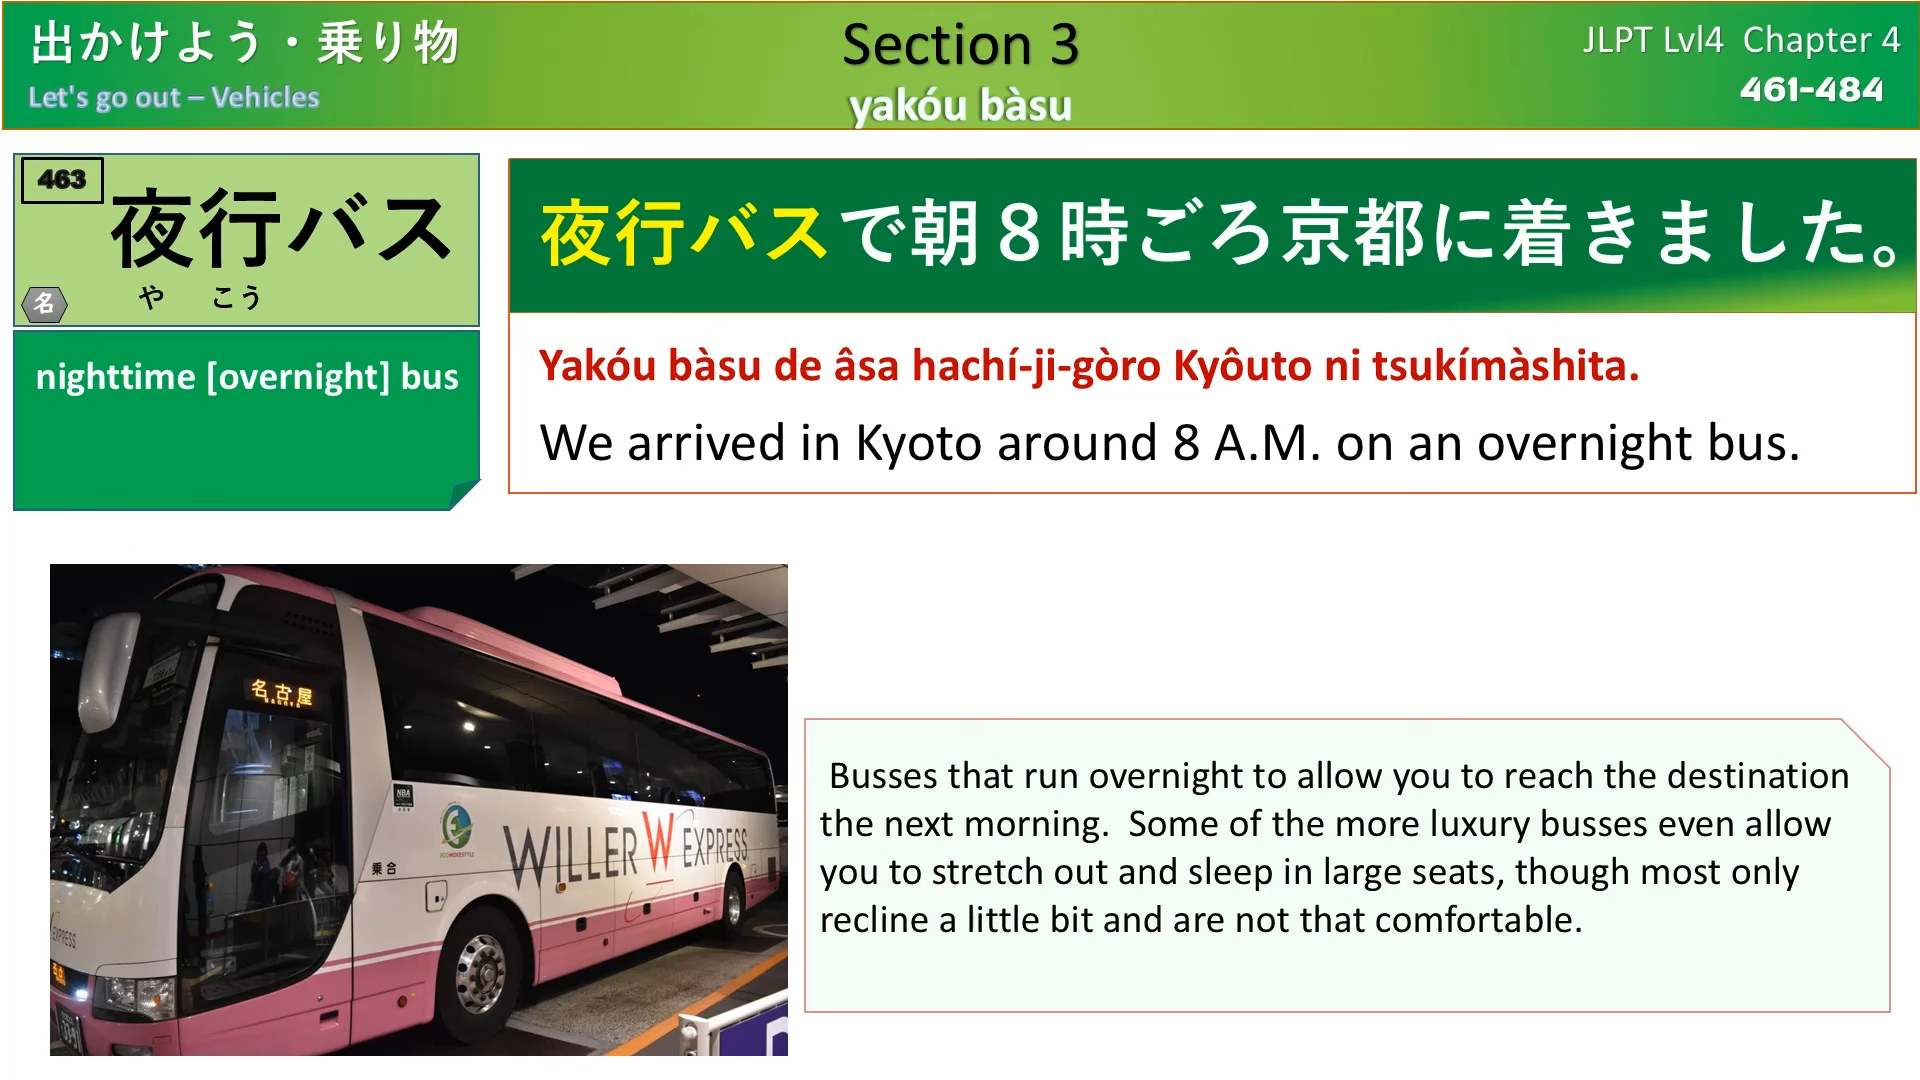 出かけよう・乗り物
Let's go out – Vehicles
Section 3
yakóu bàsu
JLPT Lvl4 Chapter 4
461-484
463
夜行バス
や こう
名
nighttime [overnight] bus
夜行バスで朝８時ごろ京都に着きました。
Yakóu bàsu de âsa hachí-ji-gòro Kyôuto ni tsukímàshita.
We arrived in Kyoto around 8 A.M. on an overnight bus.
名古屋
NAGOYA
NBA
乗合
ECOMOVESTYLE
WILLER W EXPRESS
EXPRESS
Busses that run overnight to allow you to reach the destination
the next morning. Some of the more luxury busses even allow
you to stretch out and sleep in large seats, though most only
recline a little bit and are not that comfortable.